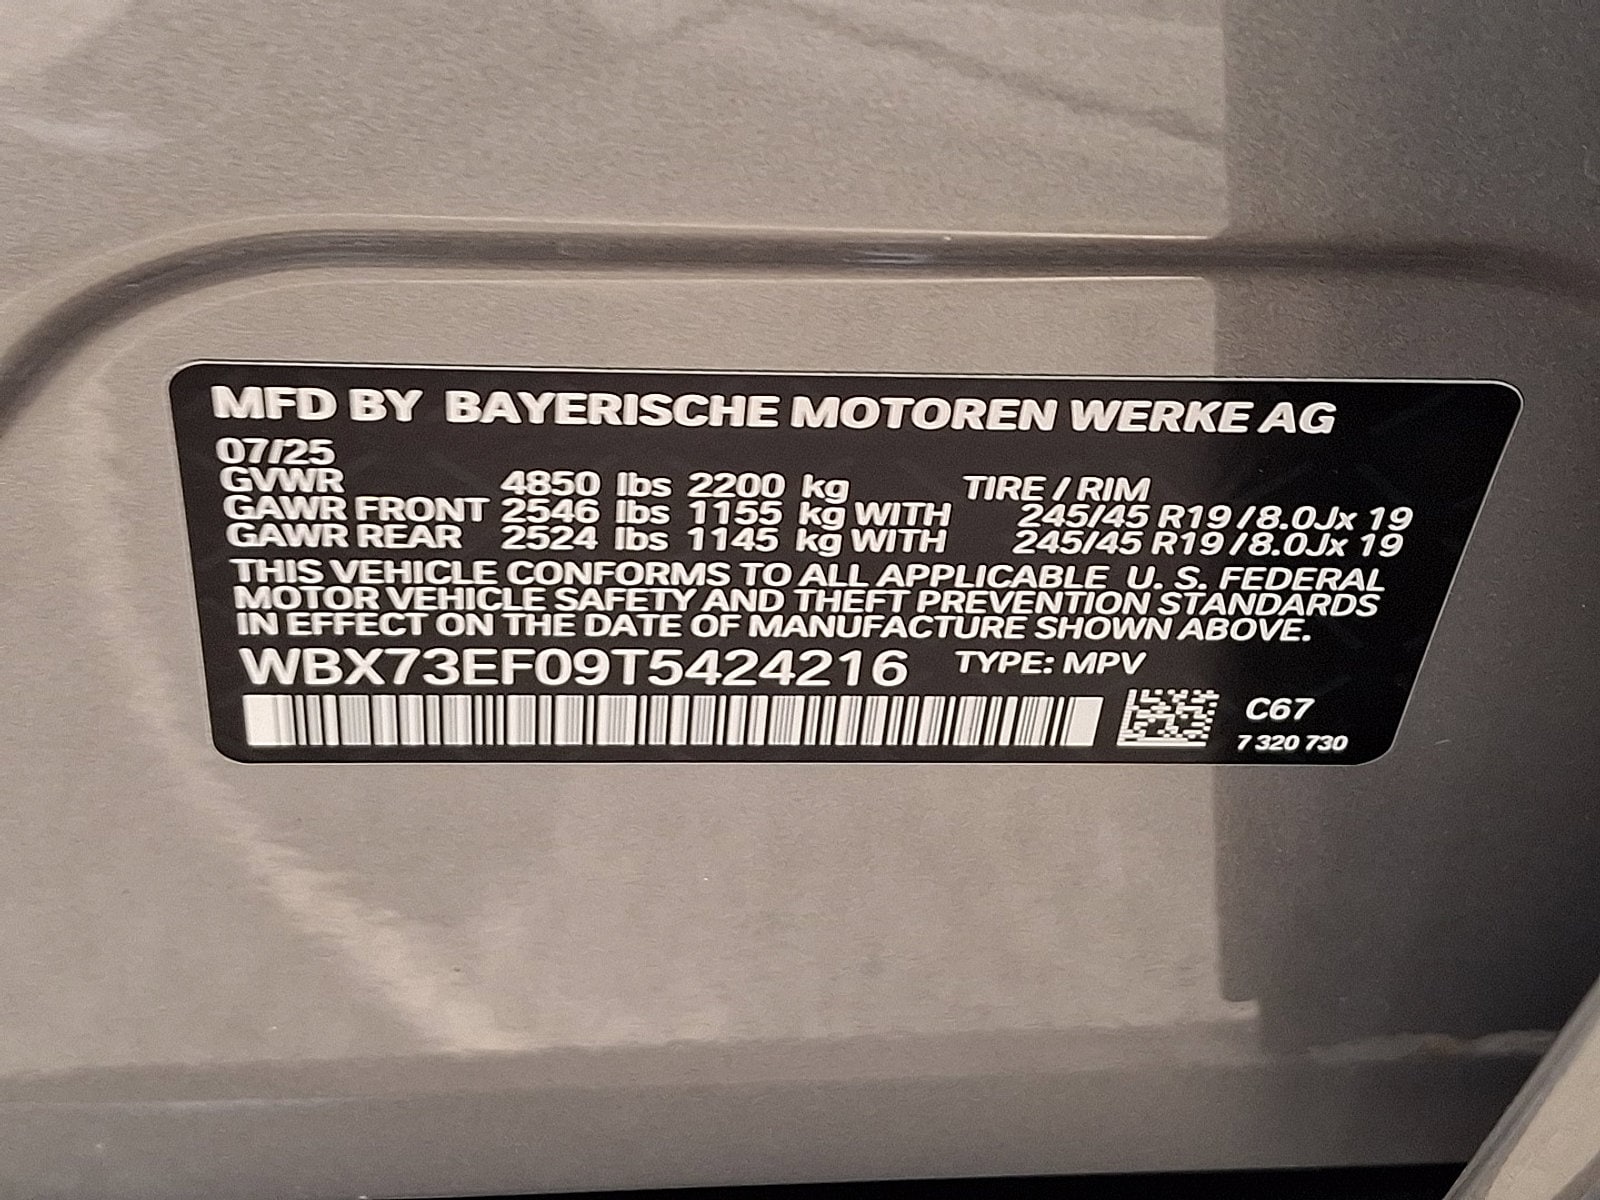 MFD BY BAYERISCHE MOTOREN WERKE AG
07/25
GVWR 4850 lbs 2200 kg TIRE / RIM
GAWR FRONT 2546 lbs 1155 kg WITH 245/45 R19 / 8.0Jx 19
GAWR REAR 2524 lbs 1145 kg WITH 245/45 R19 / 8.0Jx 19
THIS VEHICLE CONFORMS TO ALL APPLICABLE U. S. FEDERAL
MOTOR VEHICLE SAFETY AND THEFT PREVENTION STANDARDS
IN EFFECT ON THE DATE OF MANUFACTURE SHOWN ABOVE.
WBX73EF09T5424216 TYPE: MPV
C67
7 320 730